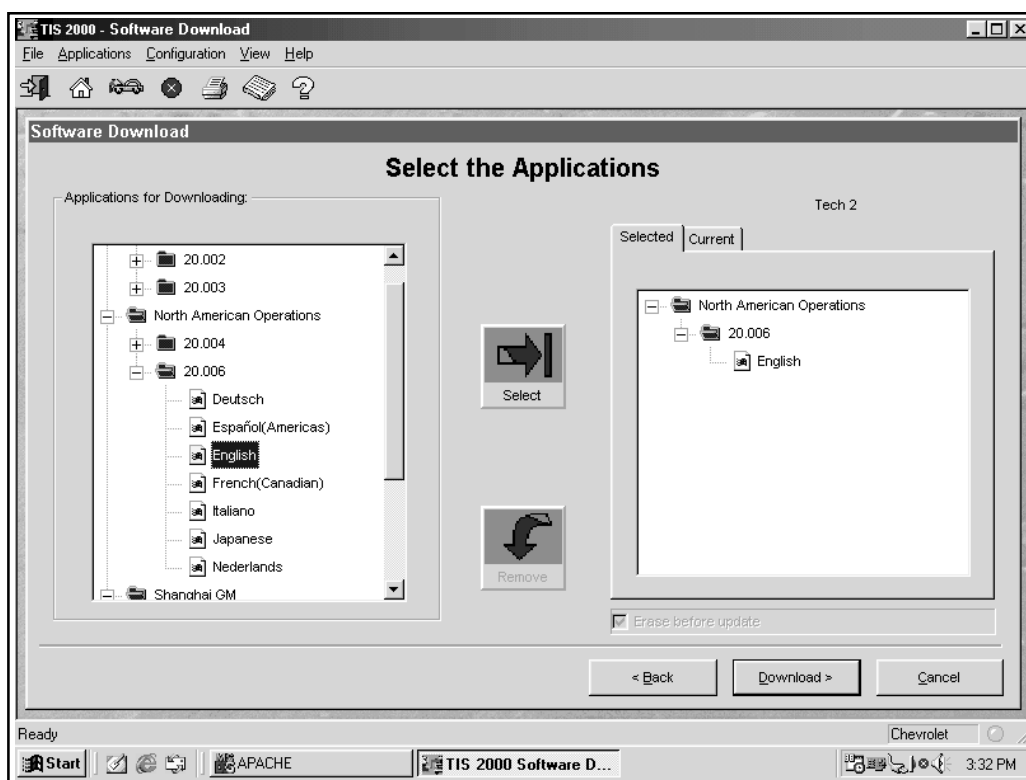 TIS 2000 - Software Download
File Applications Configuration View Help
Software Download
Select the Applications
Applications for Downloading:
Tech 2
Selected Current
20.002
20.003
North American Operations
20.004
20.006
Deutsch
Español(Americas)
English
French(Canadian)
Italiano
Japanese
Nederlands
Shanghai GM
Select
Remove
North American Operations
20.006
English
Erase before update
< Back Download > Cancel
Ready Chevrolet
Start APACHE TIS 2000 Software D... 3:32 PM